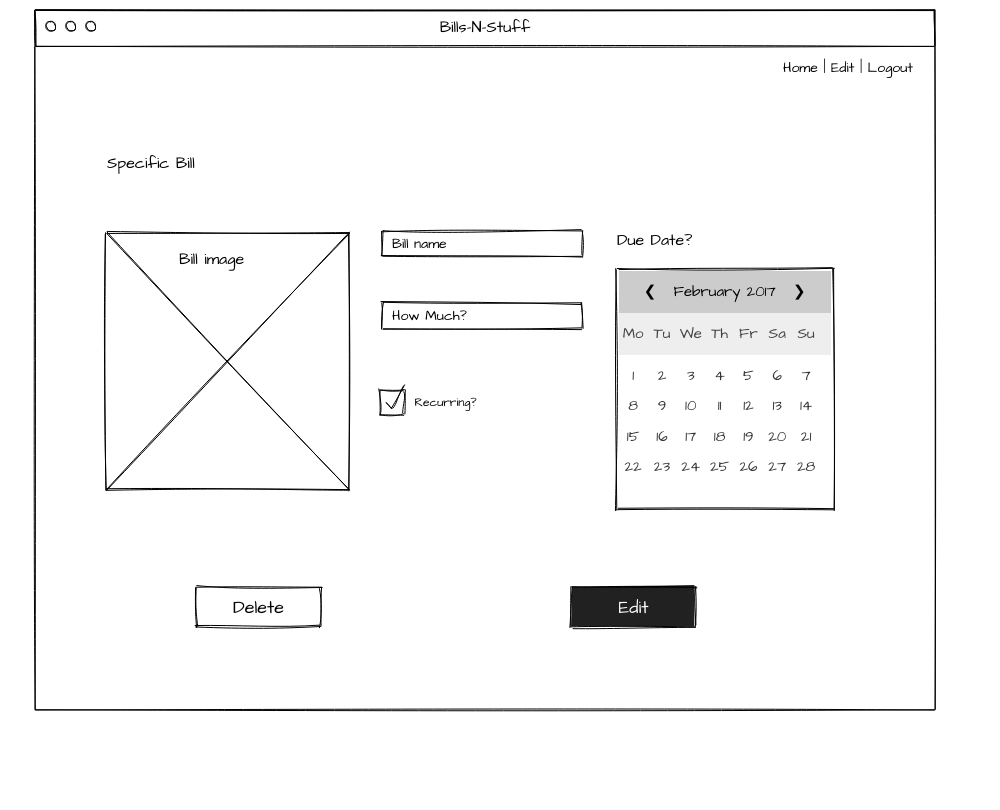 Bills-N-Stuff
Home | Edit | Logout
Specific Bill
Bill image
Bill name
How Much?
Recurring?
Due Date?
❮ February 2017 ❯
Mo Tu We Th Fr Sa Su
1 2 3 4 5 6 7
8 9 10 11 12 13 14
15 16 17 18 19 20 21
22 23 24 25 26 27 28
Delete
Edit